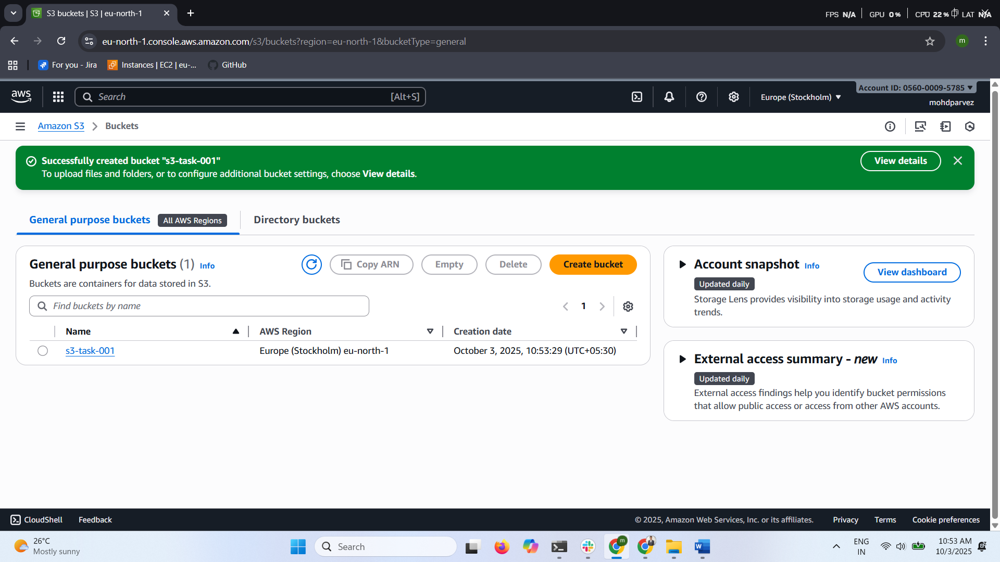 S3 buckets | S3 | eu-north-1
FPS N/A GPU 0 % CPU 22 % LAT N/A
eu-north-1.console.aws.amazon.com/s3/buckets?region=eu-north-1&bucketType=general
m
For you - Jira
Instances | EC2 | eu-...
GitHub
aws
Search
[Alt+S]
Europe (Stockholm)
Account ID: 0560-0009-5785
mohdparvez
Amazon S3
Buckets
Successfully created bucket "s3-task-001"
To upload files and folders, or to configure additional bucket settings, choose View details.
View details
General purpose buckets
All AWS Regions
Directory buckets
General purpose buckets (1) Info
Copy ARN
Empty
Delete
Create bucket
Buckets are containers for data stored in S3.
Find buckets by name
1
Name
AWS Region
Creation date
s3-task-001
Europe (Stockholm) eu-north-1
October 3, 2025, 10:53:29 (UTC+05:30)
Account snapshot Info
View dashboard
Updated daily
Storage Lens provides visibility into storage usage and activity
trends.
External access summary - new Info
Updated daily
External access findings help you identify bucket permissions
that allow public access or access from other AWS accounts.
CloudShell
Feedback
© 2025, Amazon Web Services, Inc. or its affiliates.
Privacy
Terms
Cookie preferences
26°C
Mostly sunny
Search
m
W
ENG
IN
10:53 AM
10/3/2025